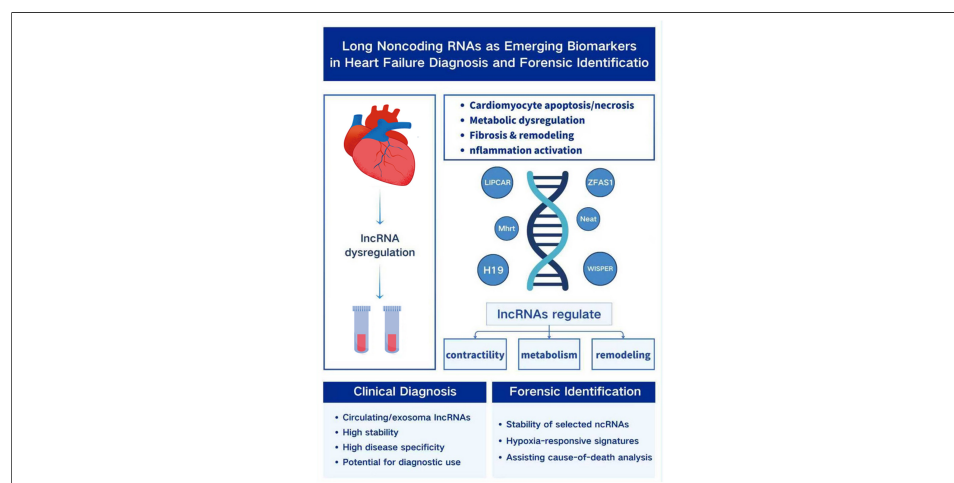 Long Noncoding RNAs as Emerging Biomarkers
in Heart Failure Diagnosis and Forensic Identificatio
lncRNA
dysregulation
• Cardiomyocyte apoptosis/necrosis
• Metabolic dysregulation
• Fibrosis & remodeling
• nflammation activation
LIPCAR
ZFAS1
Mhrt
Neat
H19
WISPER
lncRNAs regulate
contractility
metabolism
remodeling
Clinical Diagnosis
• Circulating/exosoma lncRNAs
• High stability
• High disease specificity
• Potential for diagnostic use
Forensic Identification
• Stability of selected ncRNAs
• Hypoxia-responsive signatures
• Assisting cause-of-death analysis